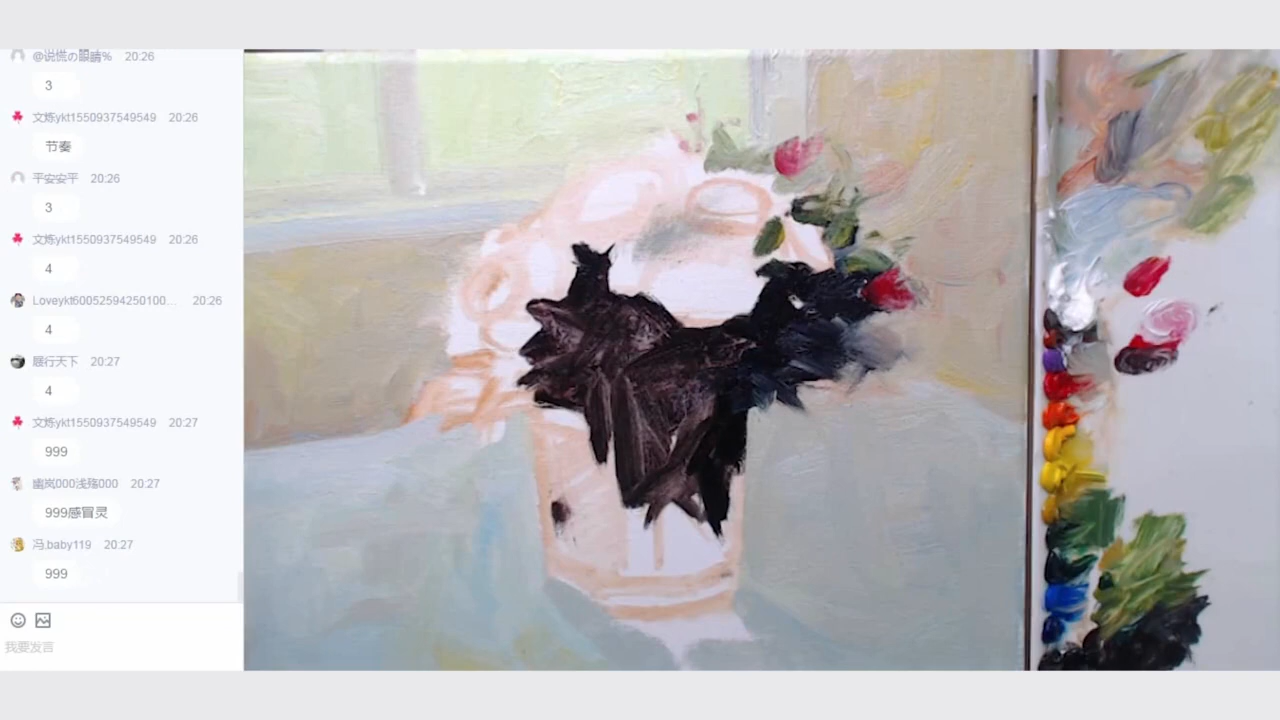 @说慌の眼睛% 20:26
3
文烁ykt1550937549549 20:26
节奏
平安安平 20:26
3
文烁ykt1550937549549 20:26
4
Loveykt60052594250100... 20:26
4
履行天下 20:27
4
文烁ykt1550937549549 20:27
999
幽岚000浅殇000 20:27
999感冒灵
冯.baby119 20:27
999
我要发言